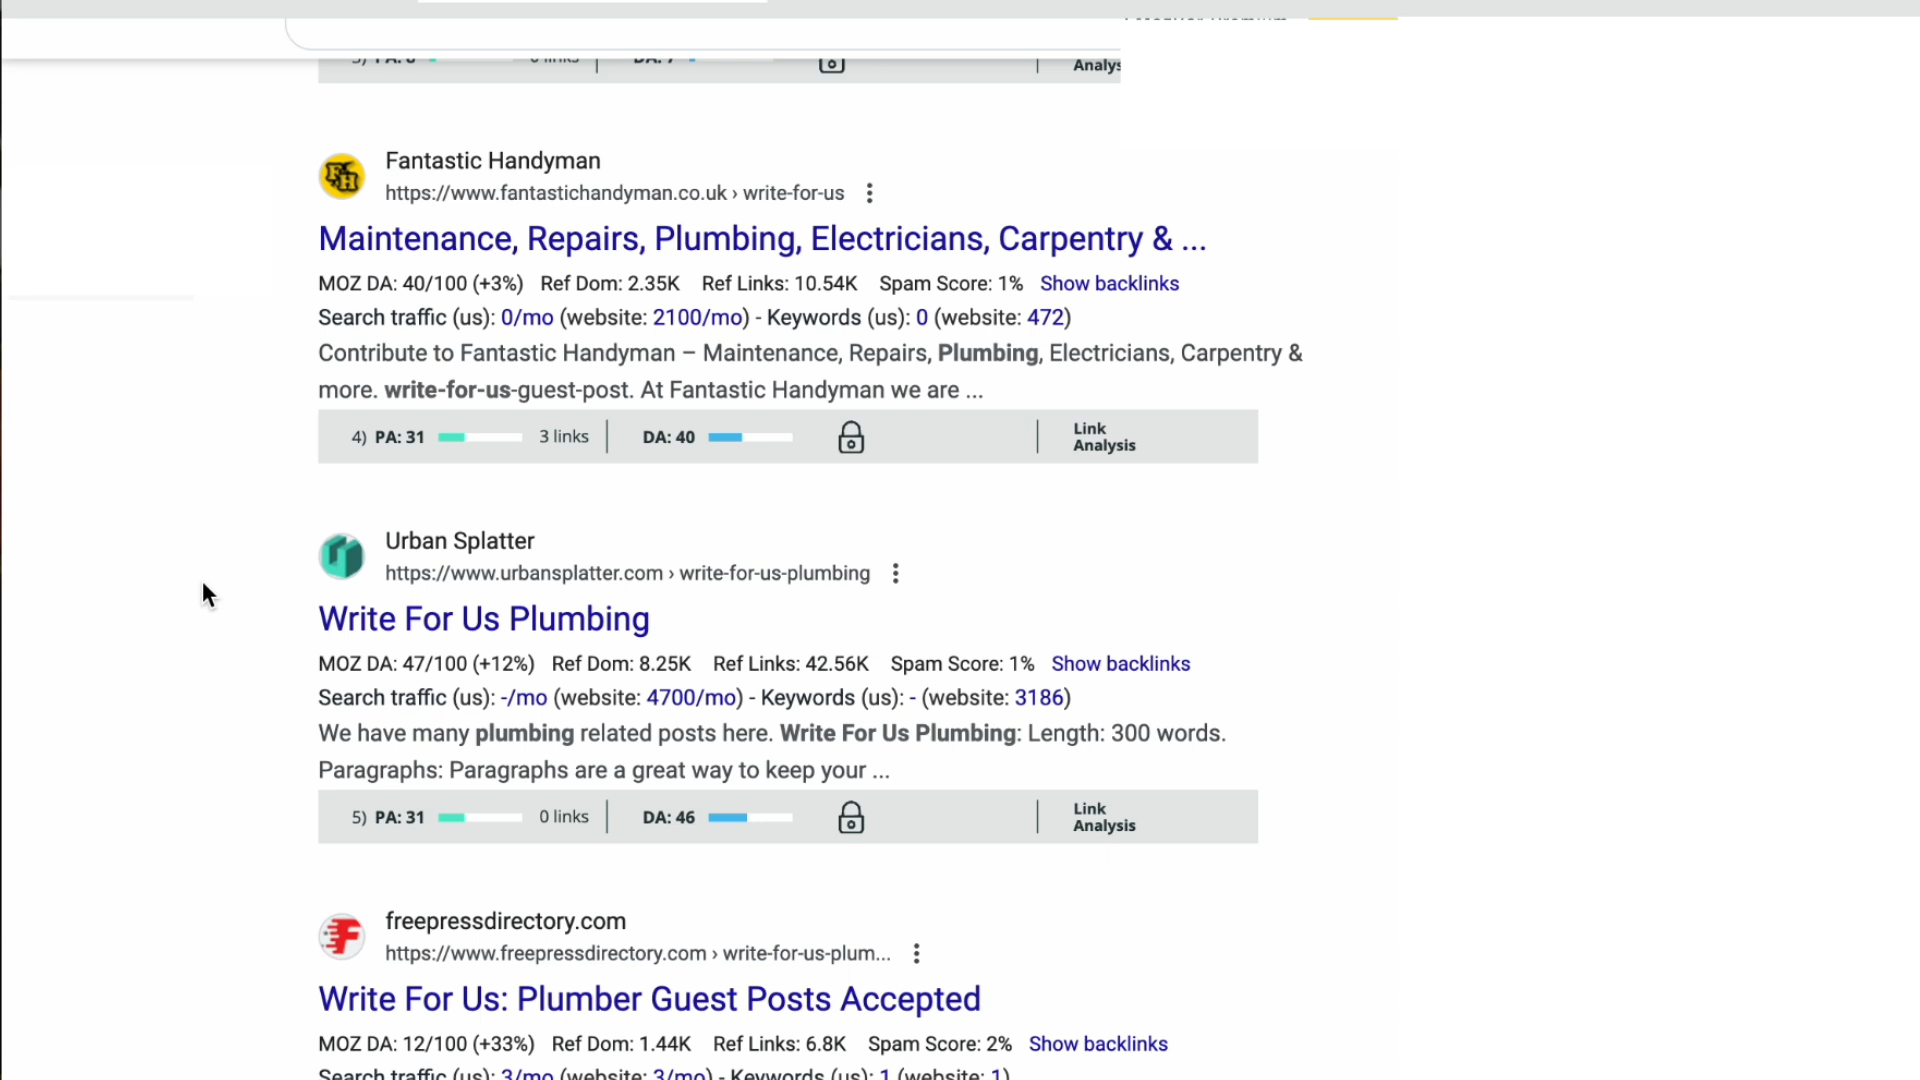 Analys
Fantastic Handyman
https://www.fantastichandyman.co.uk › write-for-us
Maintenance, Repairs, Plumbing, Electricians, Carpentry & ...
MOZ DA: 40/100 (+3%) Ref Dom: 2.35K Ref Links: 10.54K Spam Score: 1% Show backlinks
Search traffic (us): 0/mo (website: 2100/mo) - Keywords (us): 0 (website: 472)
Contribute to Fantastic Handyman – Maintenance, Repairs, Plumbing, Electricians, Carpentry &
more. write-for-us-guest-post. At Fantastic Handyman we are ...
4) PA: 31 3 links DA: 40 Link Analysis
Urban Splatter
https://www.urbansplatter.com › write-for-us-plumbing
Write For Us Plumbing
MOZ DA: 47/100 (+12%) Ref Dom: 8.25K Ref Links: 42.56K Spam Score: 1% Show backlinks
Search traffic (us): -/mo (website: 4700/mo) - Keywords (us): - (website: 3186)
We have many plumbing related posts here. Write For Us Plumbing: Length: 300 words.
Paragraphs: Paragraphs are a great way to keep your ...
5) PA: 31 0 links DA: 46 Link Analysis
freepressdirectory.com
https://www.freepressdirectory.com › write-for-us-plum...
Write For Us: Plumber Guest Posts Accepted
MOZ DA: 12/100 (+33%) Ref Dom: 1.44K Ref Links: 6.8K Spam Score: 2% Show backlinks
Search traffic (us): 3/mo (website: 3/mo) - Keywords (us): 1 (website: 1)